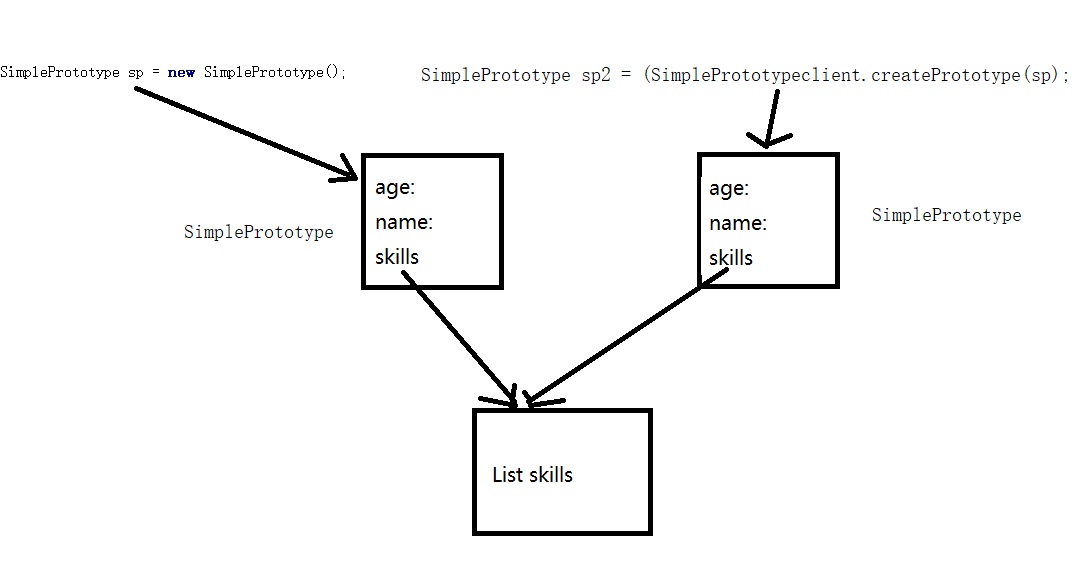 SimplePrototype sp = new SimplePrototype();
SimplePrototype sp2 = (SimplePrototypeclient.createPrototype(sp);
age:
name:
skills
SimplePrototype
age:
name:
skills
SimplePrototype
List skills